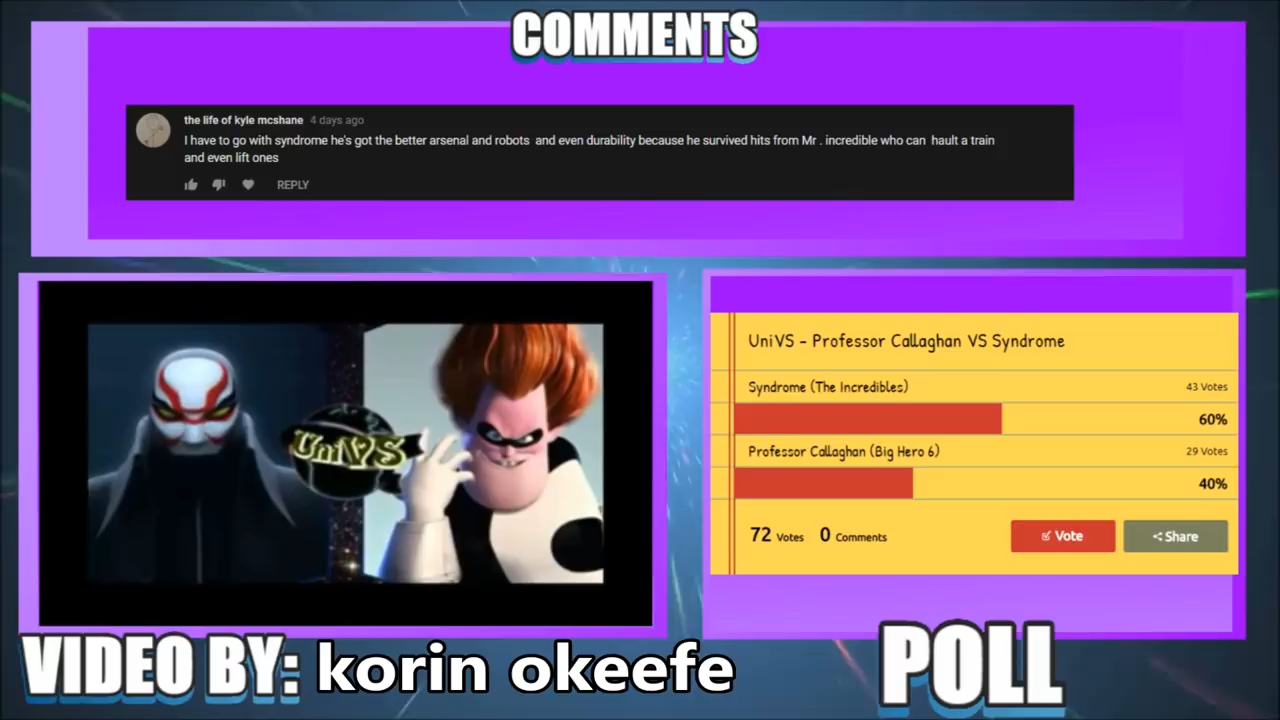 COMMENTS
the life of kyle mcshane 4 days ago
I have to go with syndrome he's got the better arsenal and robots and even durability because he survived hits from Mr . incredible who can hault a train
and even lift ones
REPLY
UniVS
UniVS - Professor Callaghan VS Syndrome
Syndrome (The Incredibles) 43 Votes
60%
Professor Callaghan (Big Hero 6) 29 Votes
40%
72 Votes 0 Comments Vote Share
VIDEO BY: korin okeefe
POLL